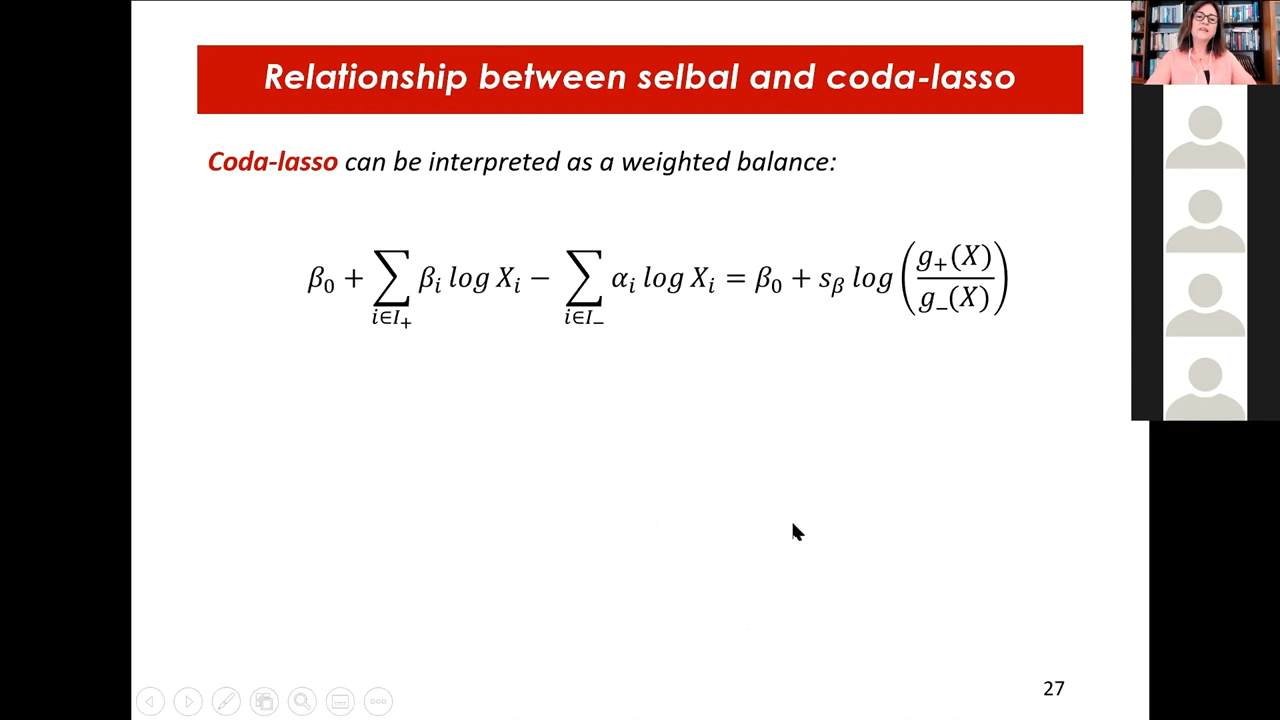 Relationship between selbal and coda-lasso
Coda-lasso can be interpreted as a weighted balance:
β₀ + ∑_{i∈I₊} βᵢ log Xᵢ − ∑_{i∈I₋} αᵢ log Xᵢ = β₀ + s_β log(g₊(X)/g₋(X))
27